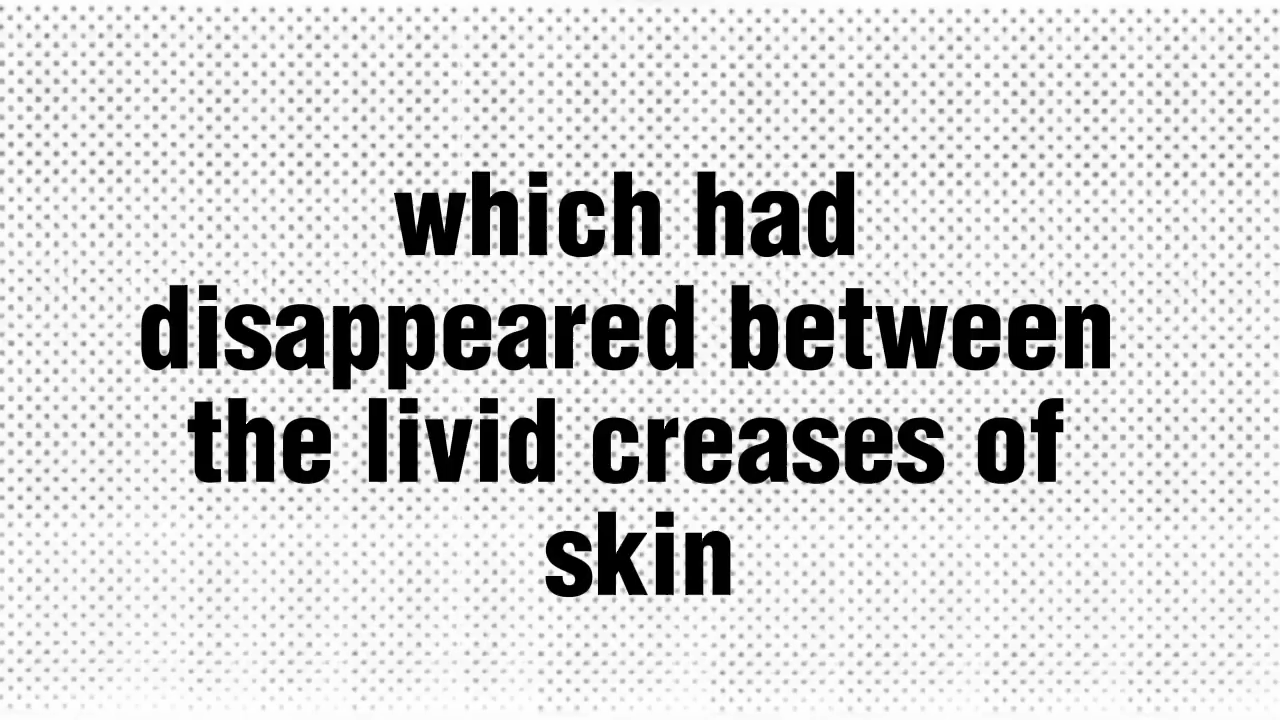 which had
disappeared between
the livid creases of
skin